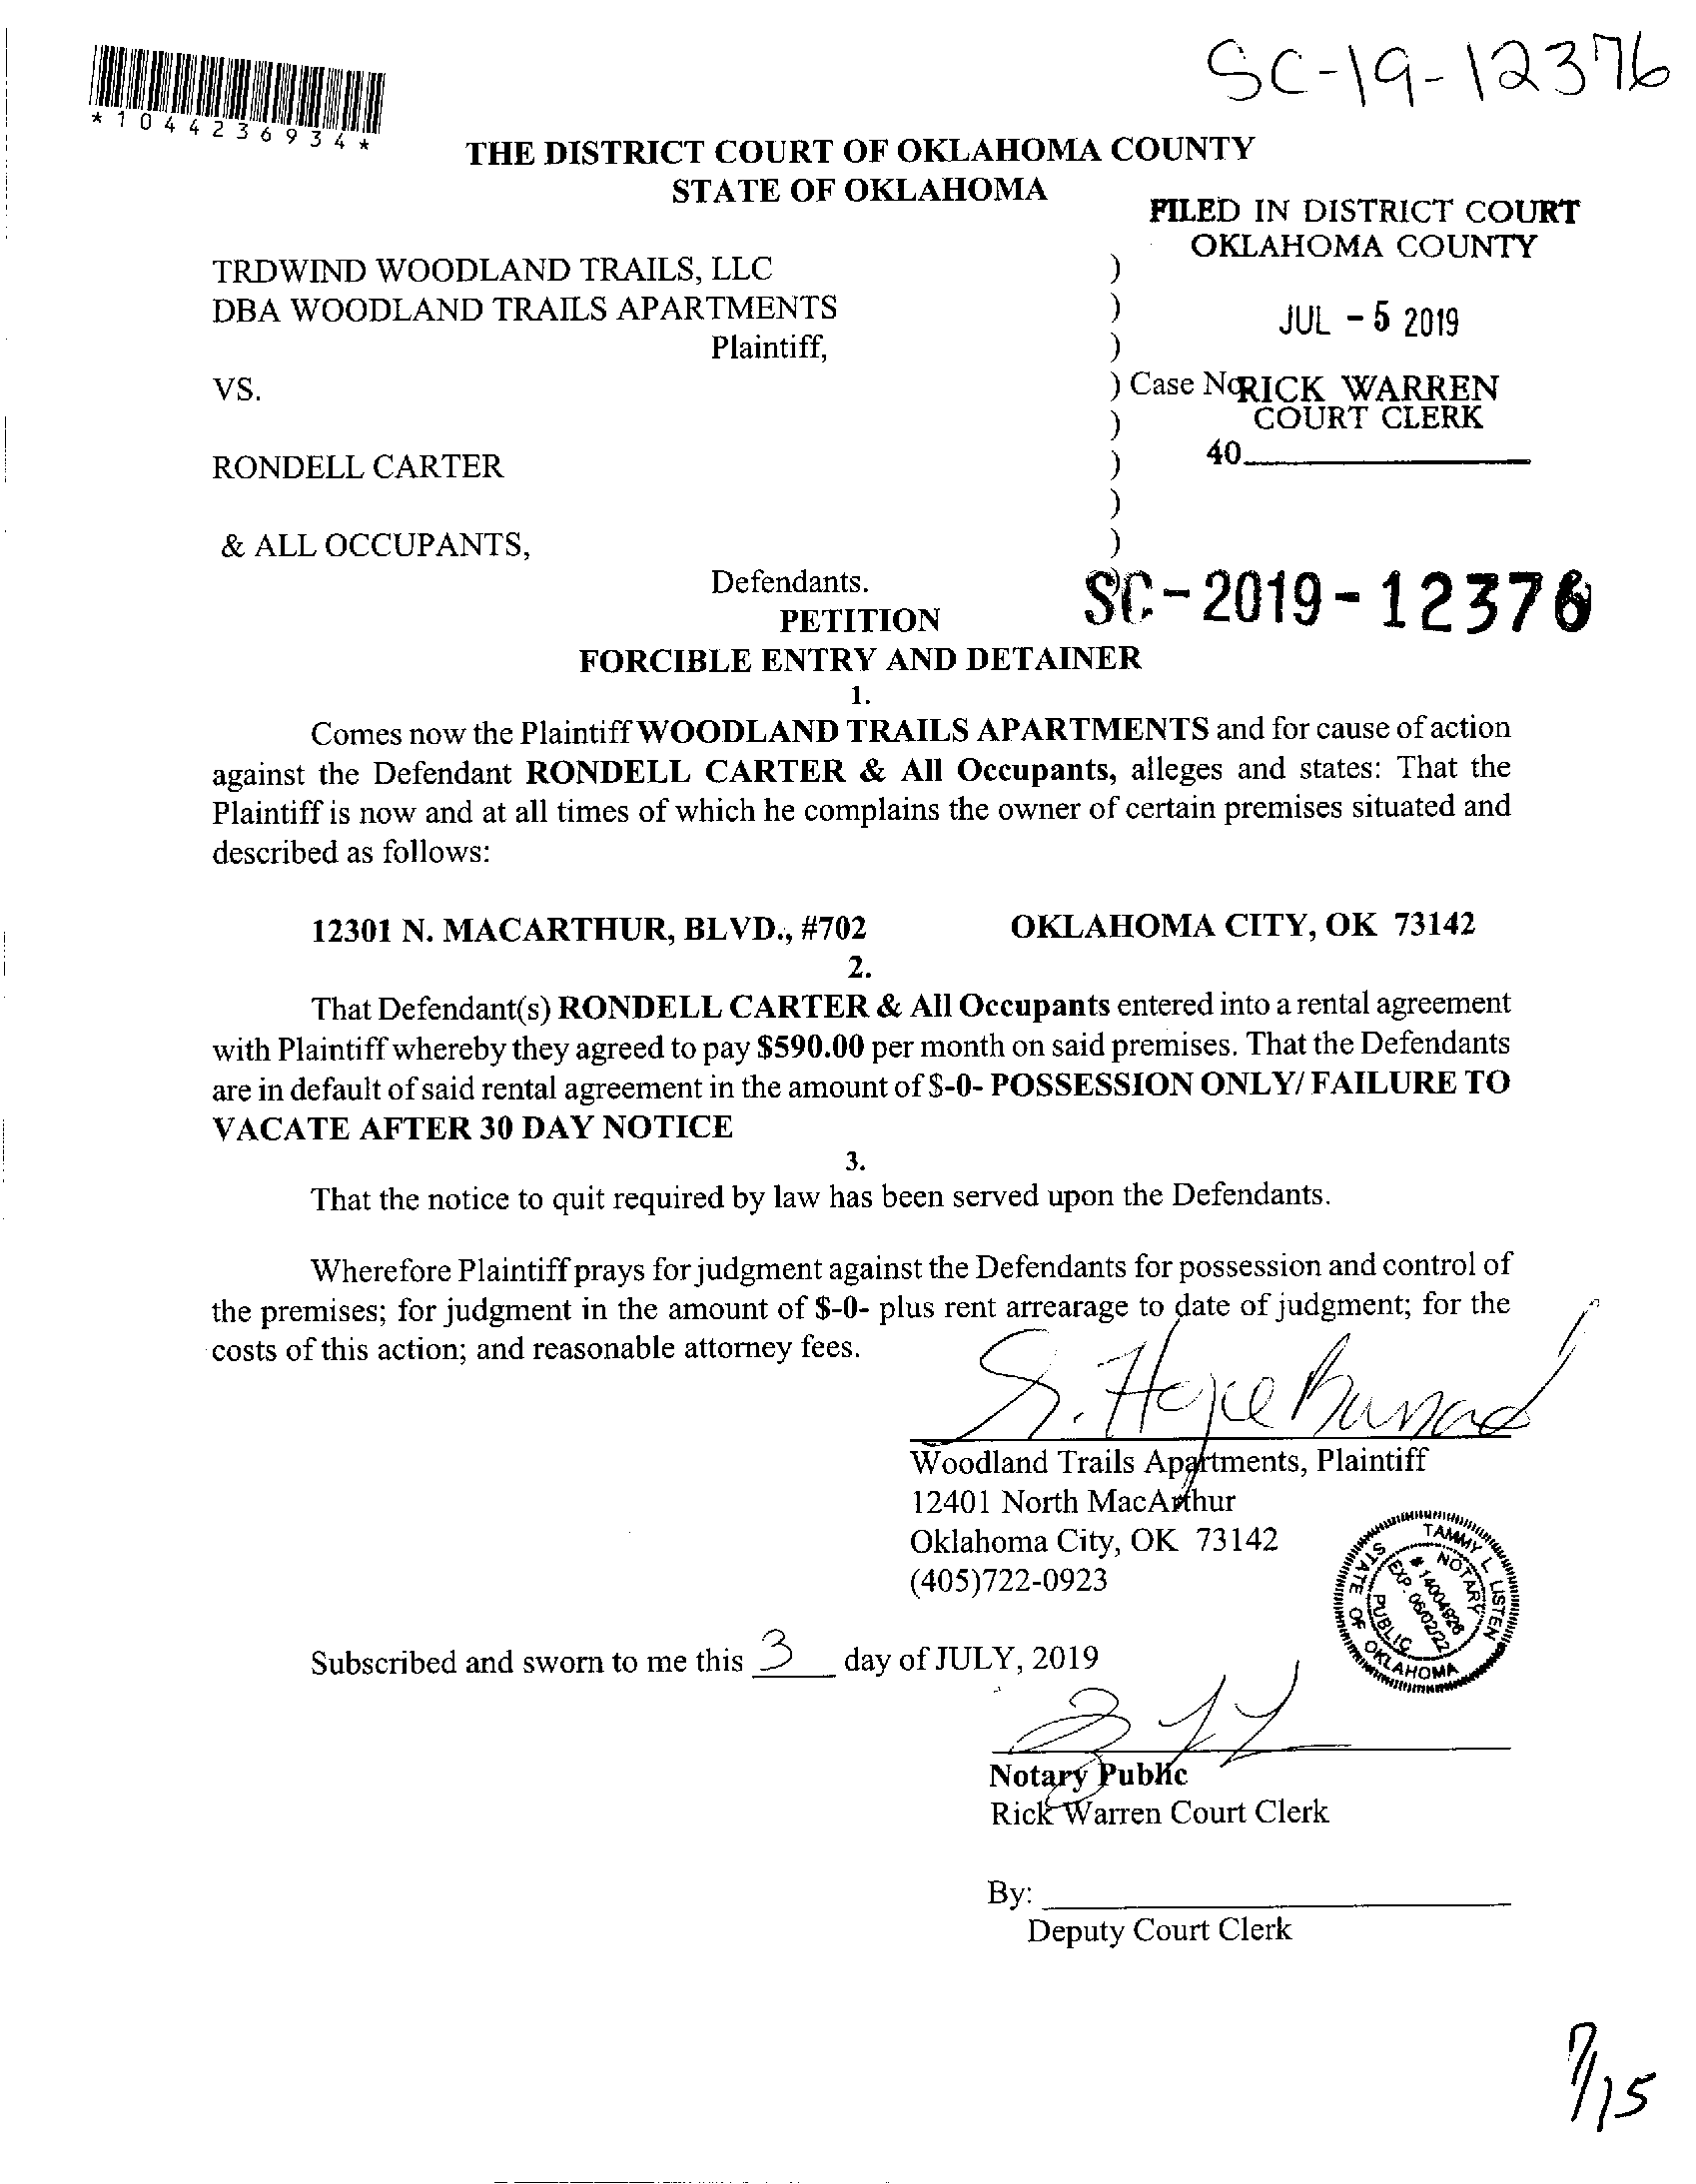 SC-19-12376
*1044236934*
THE DISTRICT COURT OF OKLAHOMA COUNTY
STATE OF OKLAHOMA
FILED IN DISTRICT COURT
OKLAHOMA COUNTY
TRDWIND WOODLAND TRAILS, LLC )
DBA WOODLAND TRAILS APARTMENTS )
JUL - 5 2019
Plaintiff, )
VS. ) Case No
RICK WARREN
COURT CLERK
)
40
RONDELL CARTER )
)
& ALL OCCUPANTS, )
Defendants.
SC-2019-12376
PETITION
FORCIBLE ENTRY AND DETAINER
1.
Comes now the Plaintiff WOODLAND TRAILS APARTMENTS and for cause of action
against the Defendant RONDELL CARTER & All Occupants, alleges and states: That the
Plaintiff is now and at all times of which he complains the owner of certain premises situated and
described as follows:
12301 N. MACARTHUR, BLVD., #702 OKLAHOMA CITY, OK 73142
2.
That Defendant(s) RONDELL CARTER & All Occupants entered into a rental agreement
with Plaintiff whereby they agreed to pay $590.00 per month on said premises. That the Defendants
are in default of said rental agreement in the amount of $-0- POSSESSION ONLY/ FAILURE TO
VACATE AFTER 30 DAY NOTICE
3.
That the notice to quit required by law has been served upon the Defendants.
Wherefore Plaintiff prays for judgment against the Defendants for possession and control of
the premises; for judgment in the amount of $-0- plus rent arrearage to date of judgment; for the
costs of this action; and reasonable attorney fees.
Woodland Trails Apartments, Plaintiff
12401 North MacArthur
Oklahoma City, OK 73142
(405)722-0923
TAMMY L. LISTEN
NOTARY PUBLIC
# 14004926
EXP. 06/02/22
STATE OF OKLAHOMA
Subscribed and sworn to me this 3 day of JULY, 2019
Notary Public
Rick Warren Court Clerk
By:
Deputy Court Clerk
7/15